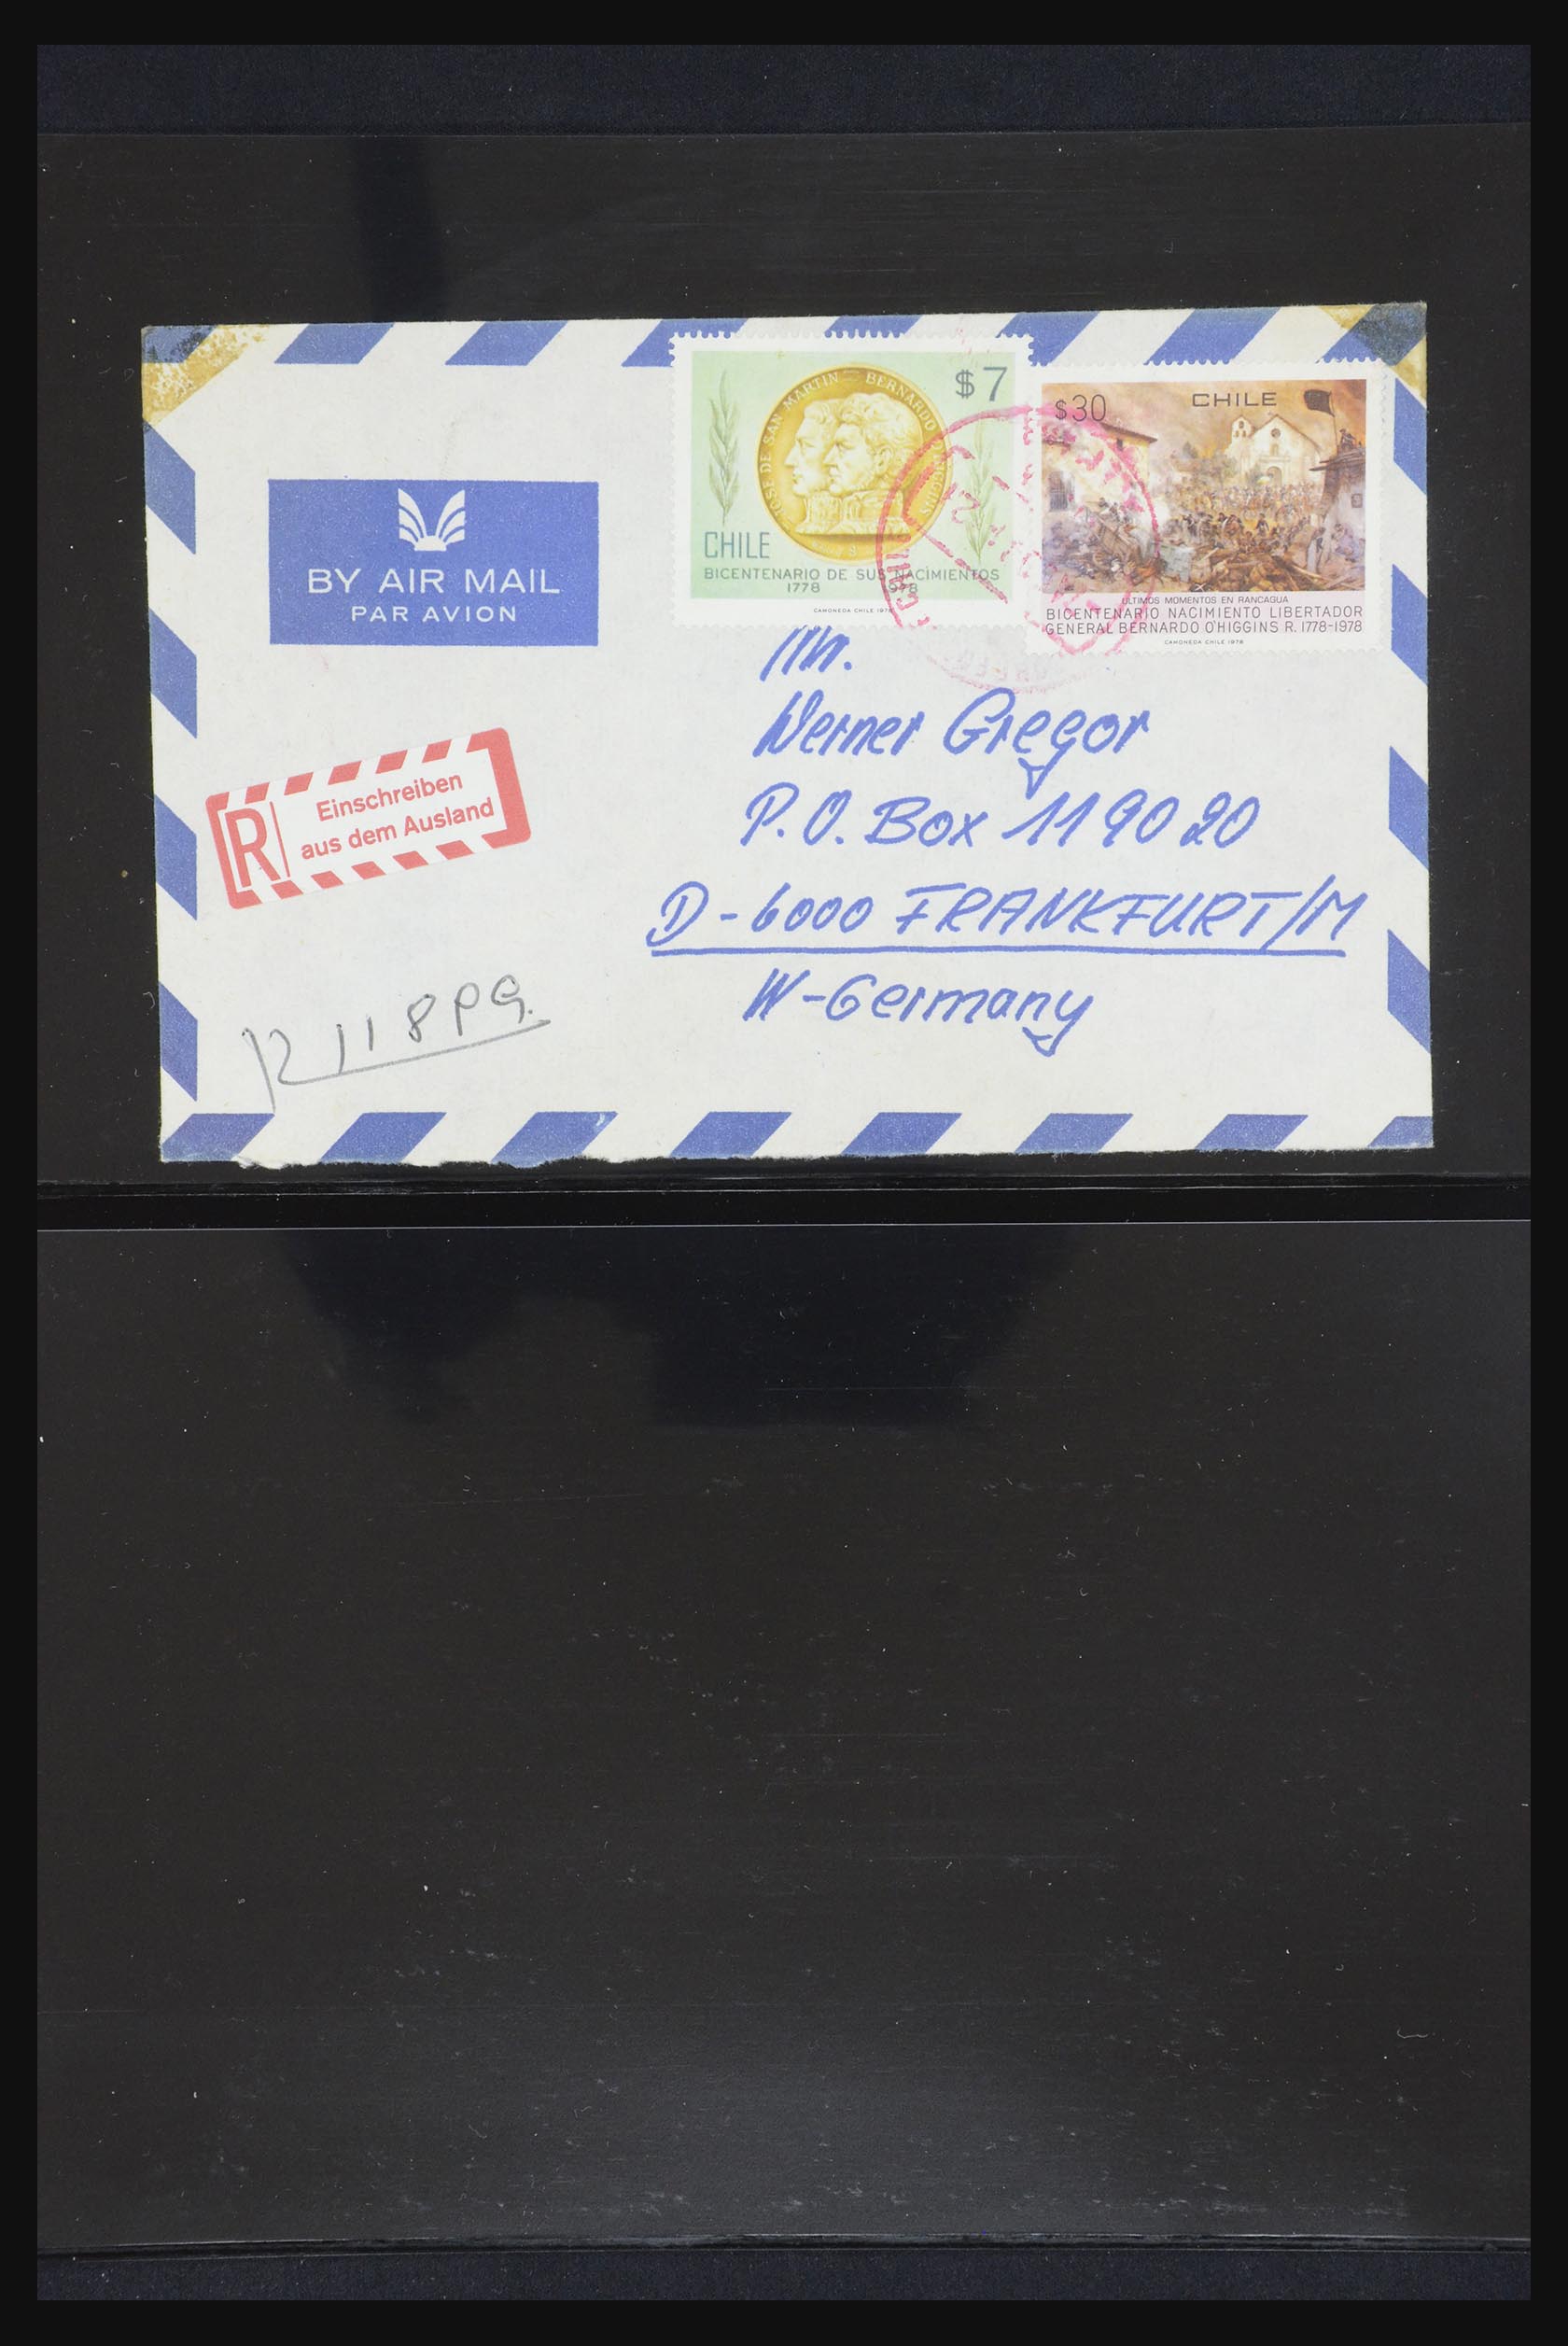 $ 7
JOSE DE SAN MARTIN BERNARDO
CHILE
BICENTENARIO DE SUS NACIMIENTOS
1778 1978
CAMONEDA CHILE 1978
$30 CHILE
ULTIMOS MOMENTOS EN RANCAGUA
BICENTENARIO NACIMIENTO LIBERTADOR
GENERAL BERNARDO O'HIGGINS R. 1778-1978
CAMONEDA CHILE 1978
BY AIR MAIL
PAR AVION
Werner Gregor
P.O. Box 11 90 20
D-6000 FRANKFURT/M
W-Germany
R Einschreiben
aus dem Ausland